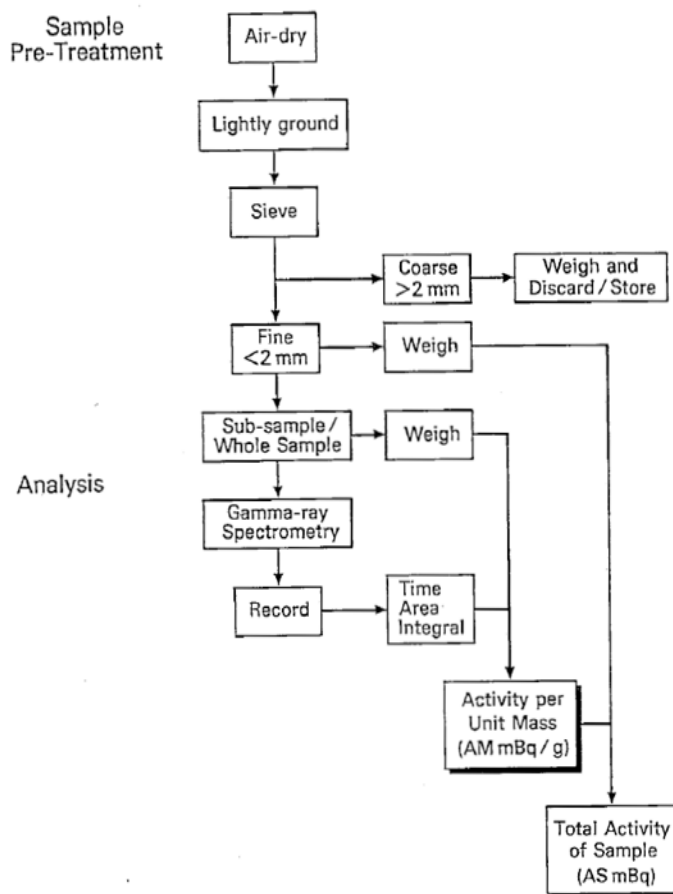 Sample
Pre-Treatment
Air-dry
Lightly ground
Sieve
Coarse
>2 mm
Weigh and
Discard/Store
Fine
<2 mm
Weigh
Sub-sample/
Whole Sample
Weigh
Analysis
Gamma-ray
Spectrometry
Record
Time
Area
Integral
Activity per
Unit Mass
(AM mBq/g)
Total Activity
of Sample
(AS mBq)